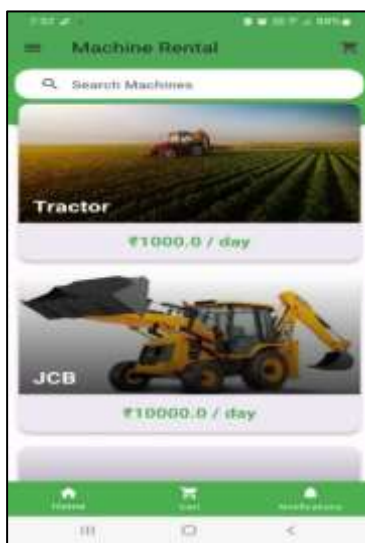 Machine Rental
Search Machines
Tractor
₹1000.0 / day
JCB
₹10000.0 / day
Home
Cart
Notifications